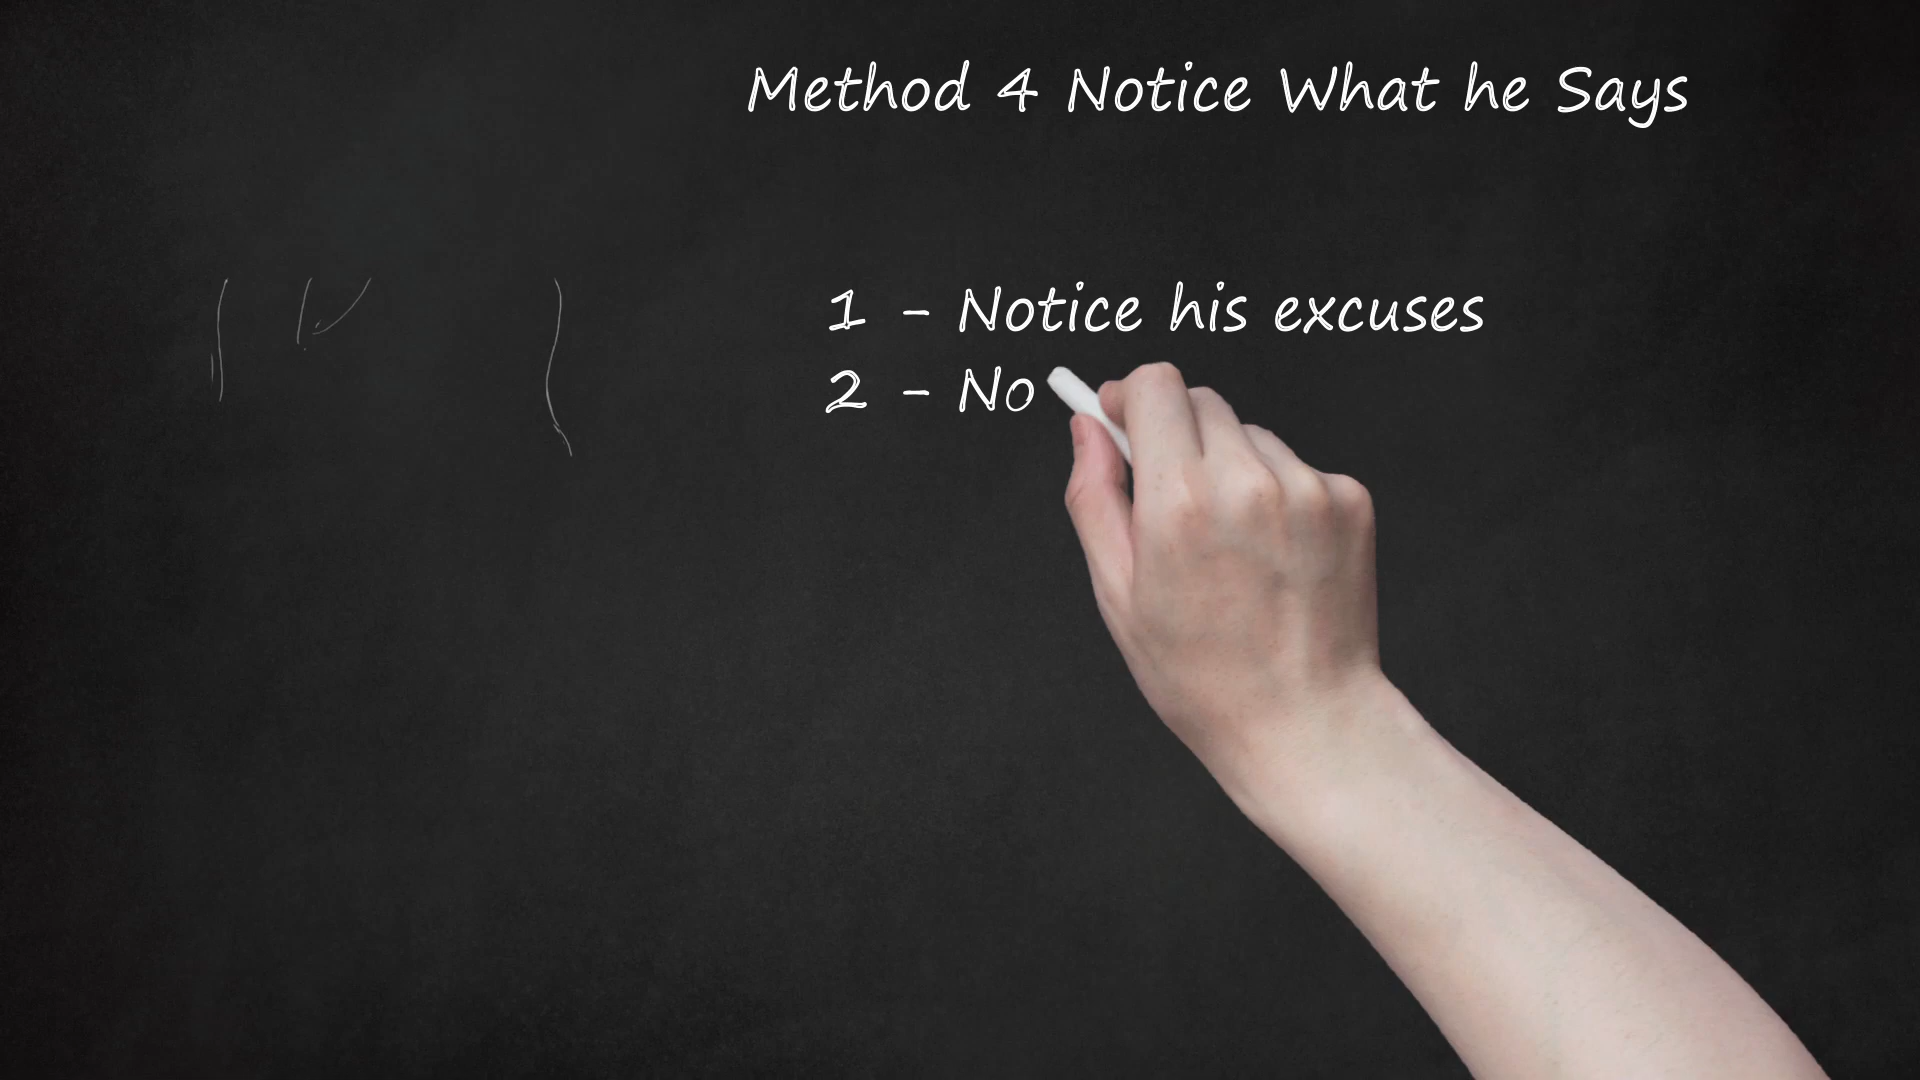 Method 4 Notice What he Says
1 - Notice his excuses
2 - No